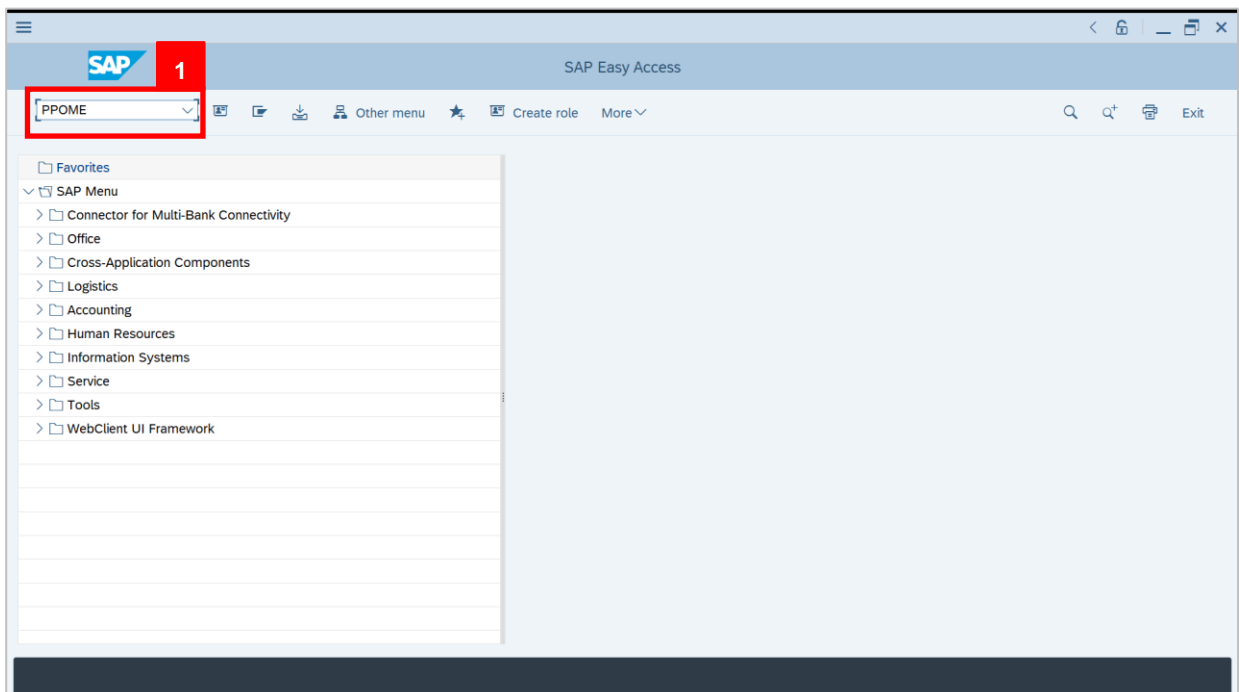 SAP
1
SAP Easy Access
PPOME
Other menu
Create role
More
Exit
Favorites
SAP Menu
Connector for Multi-Bank Connectivity
Office
Cross-Application Components
Logistics
Accounting
Human Resources
Information Systems
Service
Tools
WebClient UI Framework